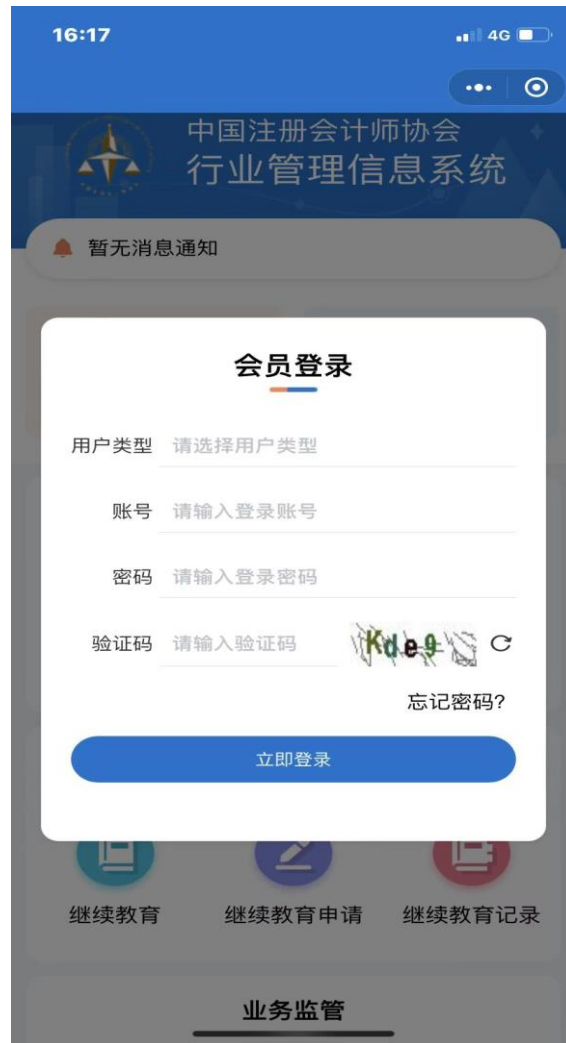 16:17
4G
中国注册会计师协会
行业管理信息系统
暂无消息通知
会员登录
用户类型 请选择用户类型
账号 请输入登录账号
密码 请输入登录密码
验证码 请输入验证码 Kde9
忘记密码?
立即登录
继续教育 继续教育申请 继续教育记录
业务监管